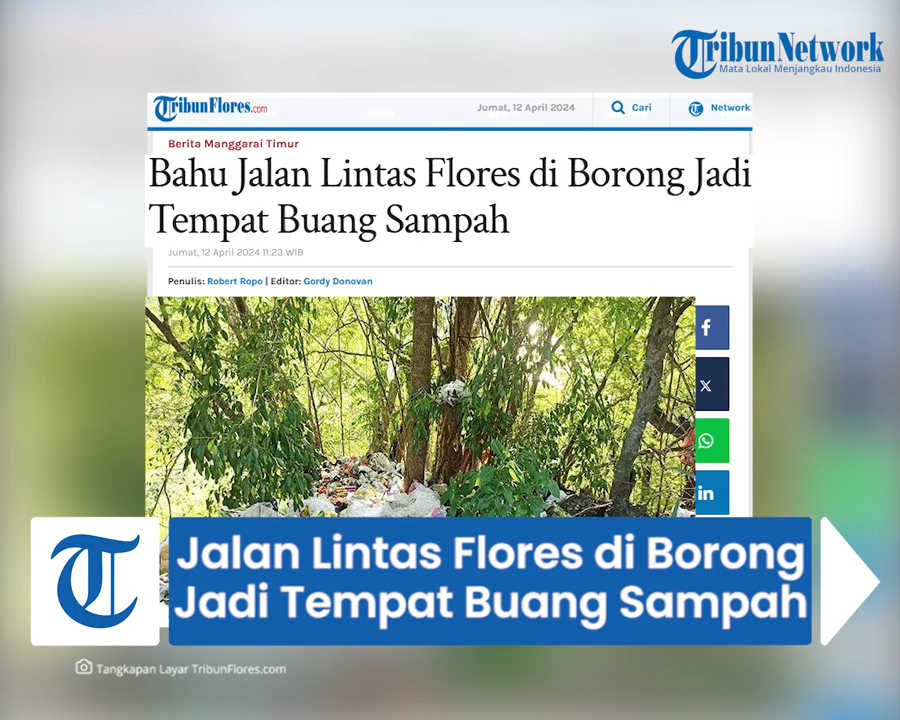 TribunNetwork
Mata Lokal Menjangkau Indonesia
TribunFlores.com
Jumat, 12 April 2024
Cari
Network
Berita Manggarai Timur
Bahu Jalan Lintas Flores di Borong Jadi
Tempat Buang Sampah
Jumat, 12 April 2024 11:23 WIB
Penulis: Robert Ropo | Editor: Gordy Donovan
Jalan Lintas Flores di Borong
Jadi Tempat Buang Sampah
Tangkapan Layar TribunFlores.com